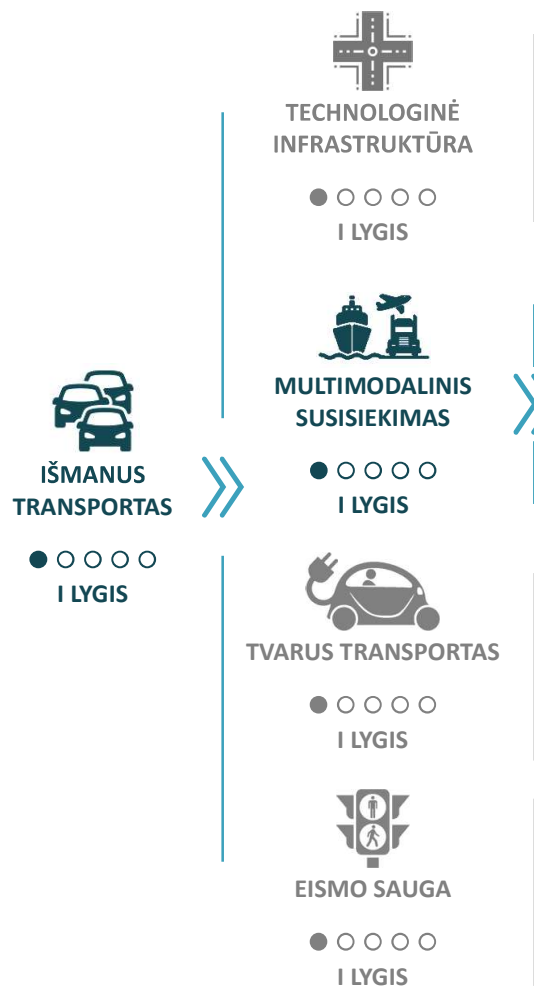 IŠMANUS
TRANSPORTAS
I LYGIS
TECHNOLOGINĖ
INFRASTRUKTŪRA
I LYGIS
MULTIMODALINIS
SUSISIEKIMAS
I LYGIS
TVARUS TRANSPORTAS
I LYGIS
EISMO SAUGA
I LYGIS